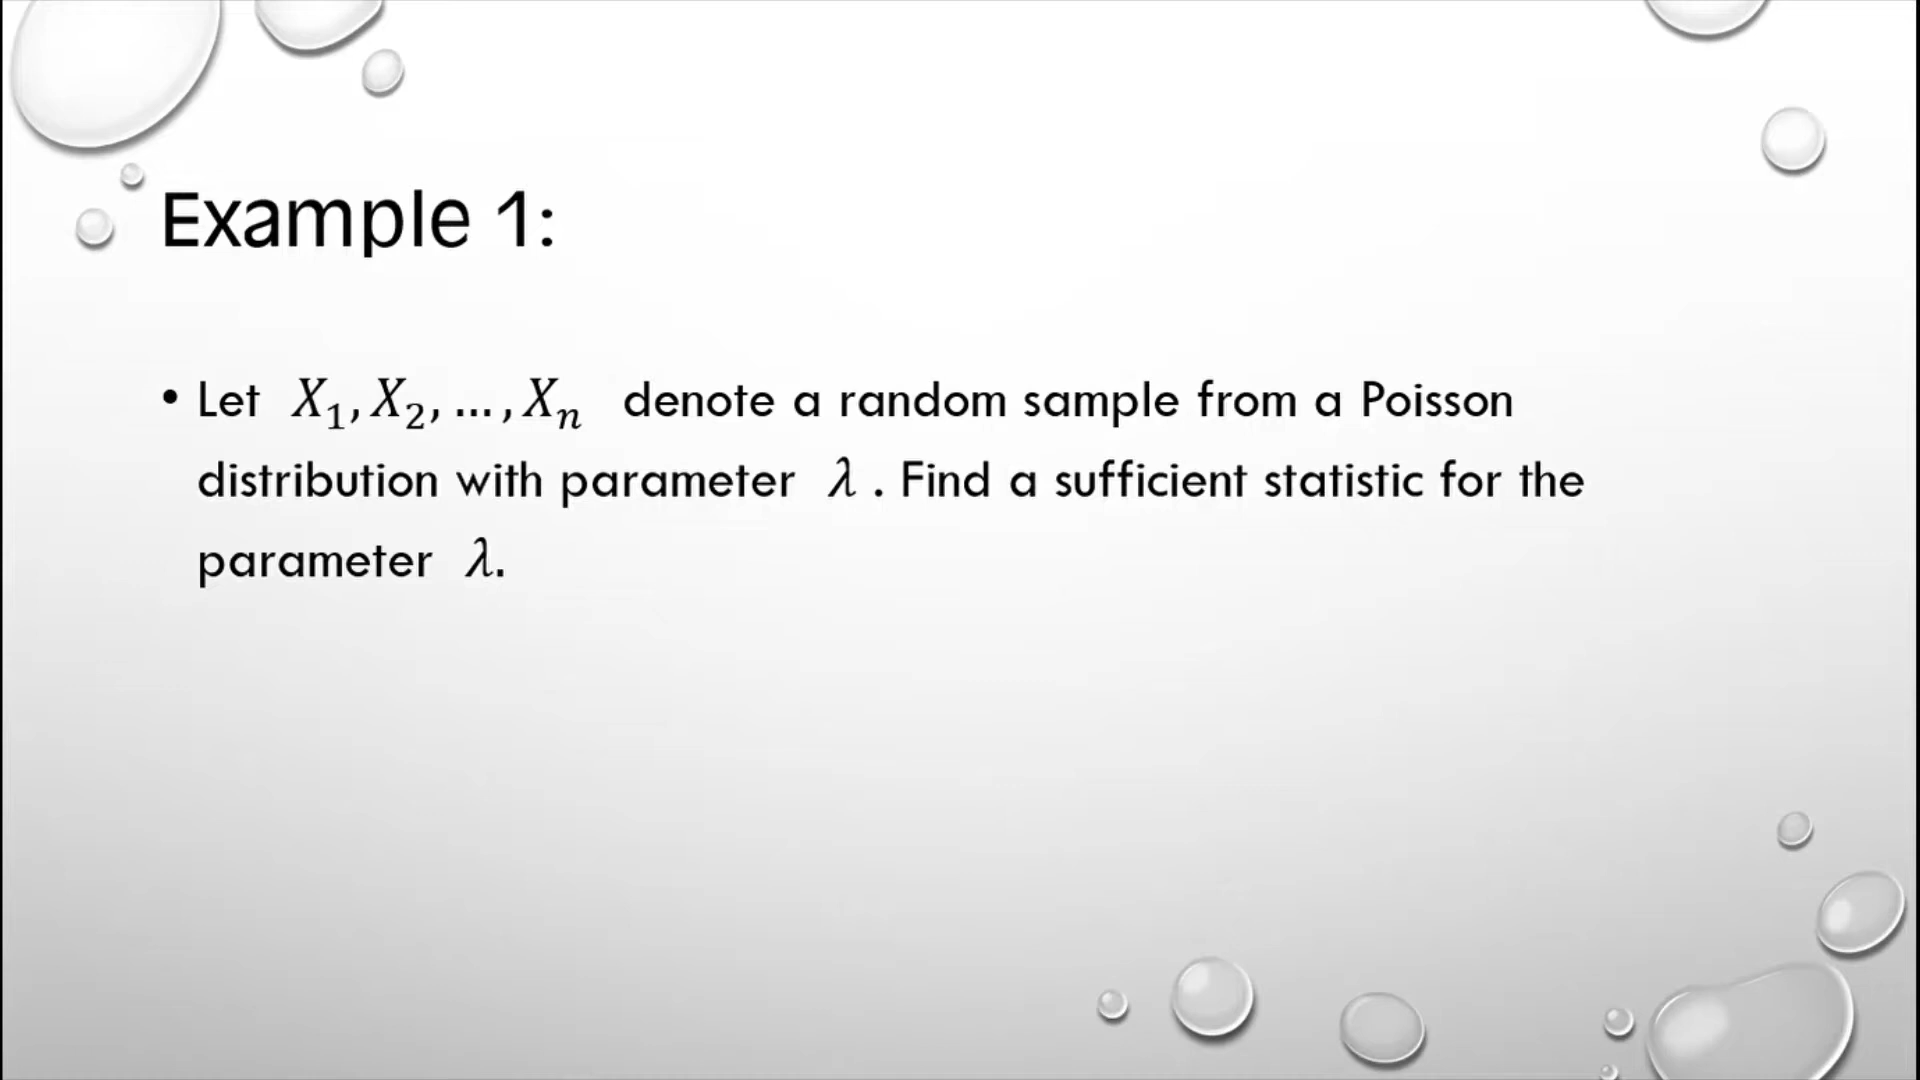 Example 1:
• Let X₁, X₂, … , Xₙ denote a random sample from a Poisson
distribution with parameter λ . Find a sufficient statistic for the
parameter λ.